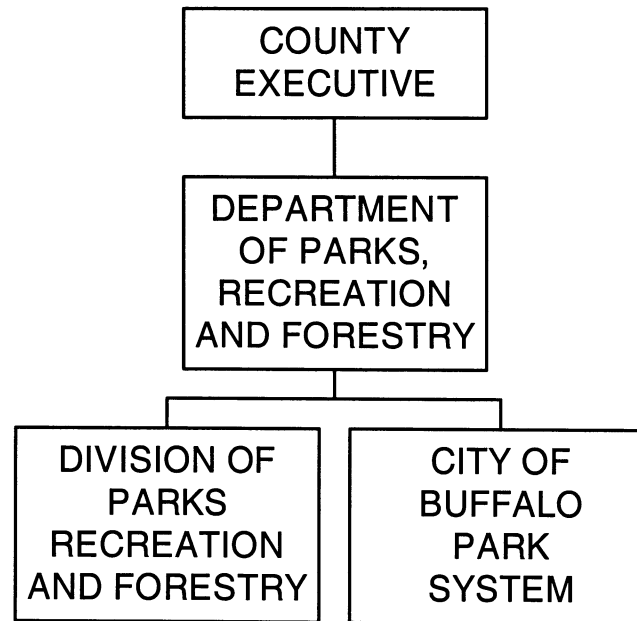 COUNTY
EXECUTIVE
DEPARTMENT
OF PARKS,
RECREATION
AND FORESTRY
DIVISION OF
PARKS
RECREATION
AND FORESTRY
CITY OF
BUFFALO
PARK
SYSTEM